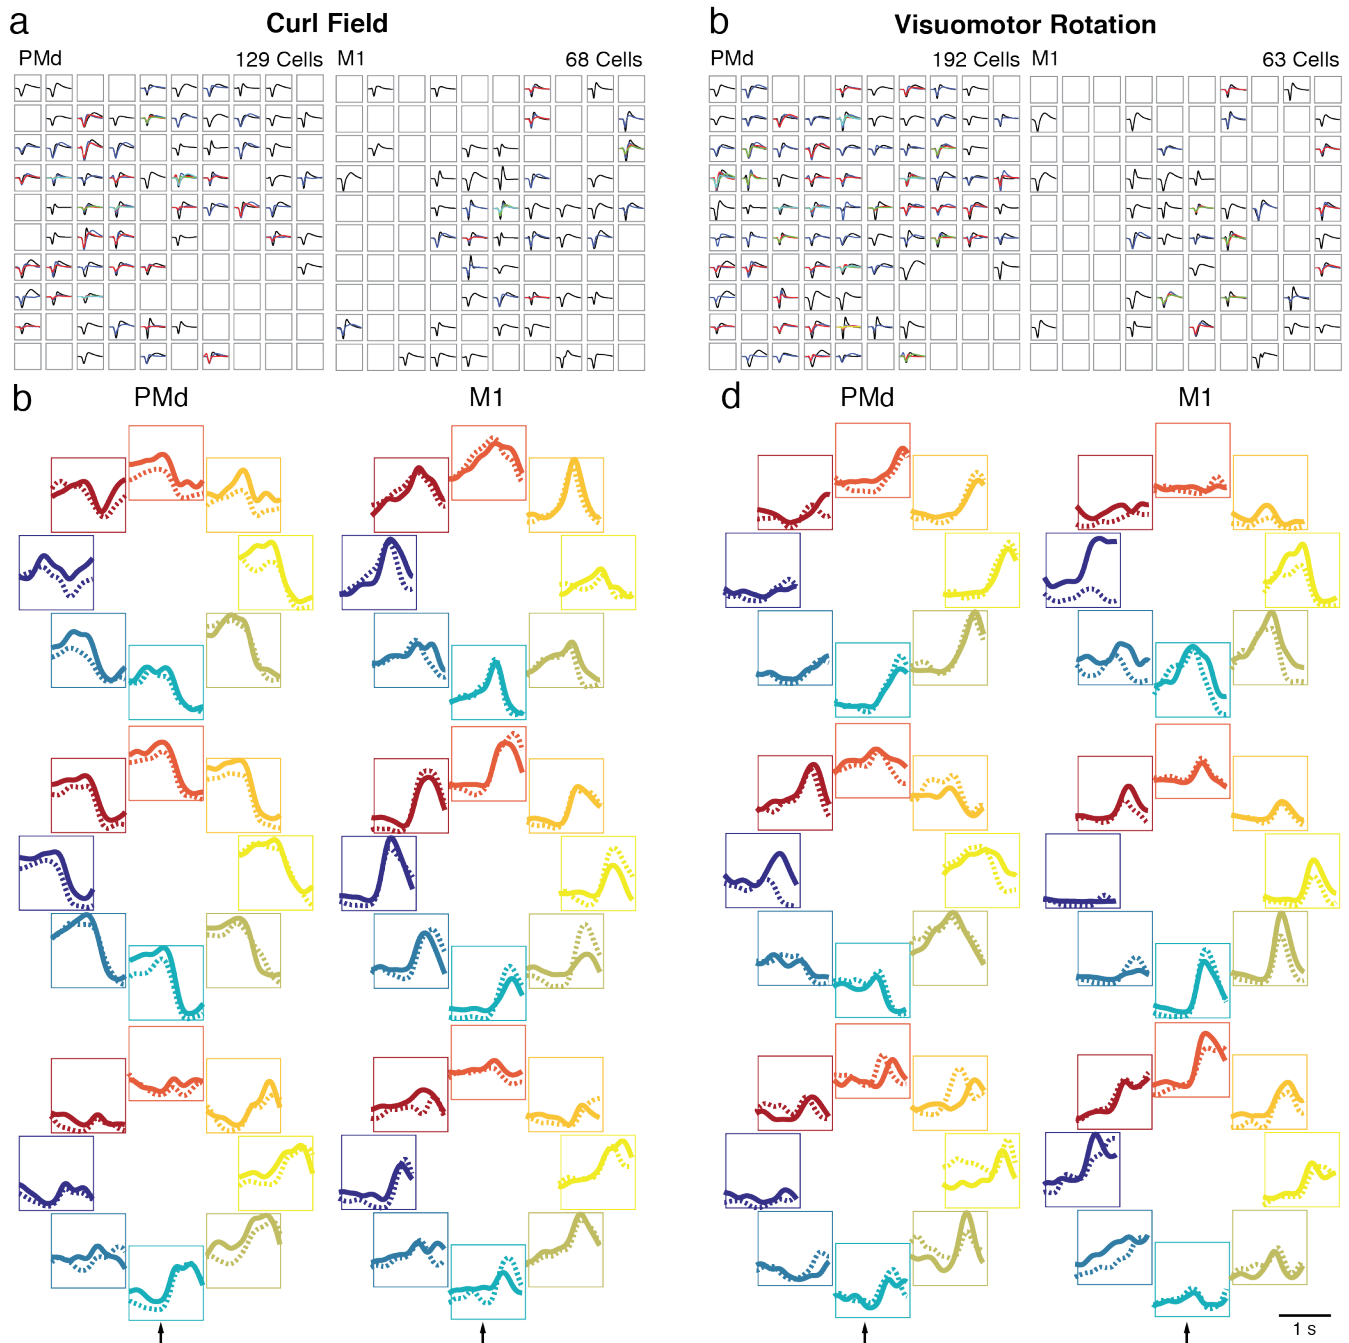 a
Curl Field
PMd
129 Cells
M1
68 Cells
b
Visuomotor Rotation
PMd
192 Cells
M1
63 Cells
b
PMd
M1
d
PMd
M1
1 s